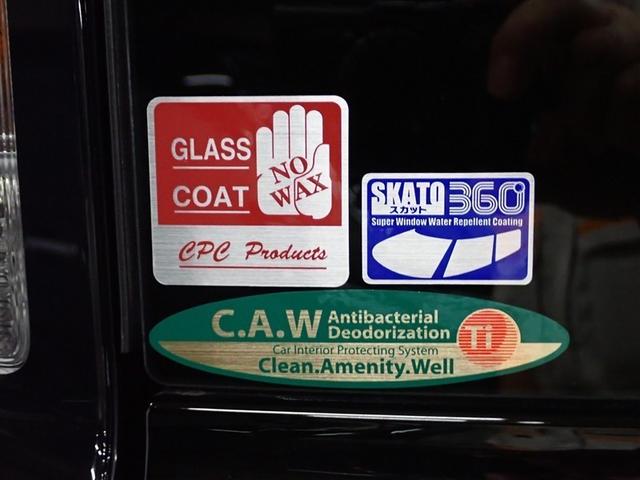 GLASS
COAT
NO
WAX
CPC Products
SKATO 360°
スカット
Super Window Water Repellent Coating
C.A.W Antibacterial
Deodorization
Ti
Car Interior Protecting System
Clean.Amenity.Well